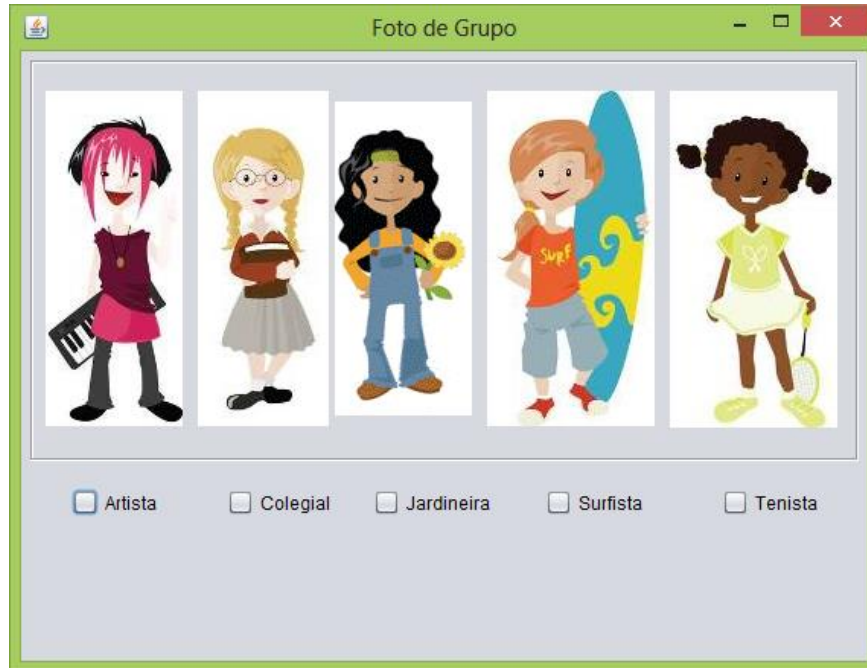 Foto de Grupo
SURF
Artista
Colegial
Jardineira
Surfista
Tenista